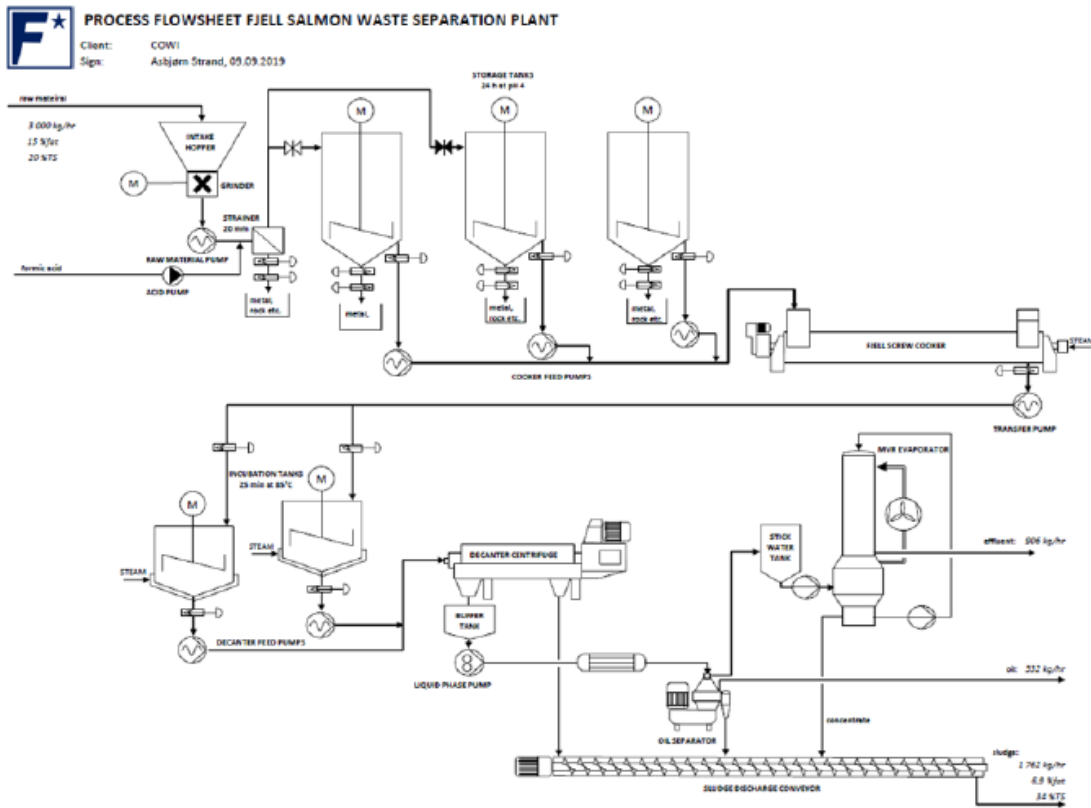 F*
PROCESS FLOWSHEET FJELL SALMON WASTE SEPARATION PLANT
Client: COWI
Sign: Asbjørn Strand, 09.09.2019
STORAGE TANKS
24 h at pH 4
raw mateiral
3 000 kg/hr
15 %fat
20 %TS
INTAKE
HOPPER
M
M
M
M
GRINDER
STRAINER
20 mm
RAW MATERIAL PUMP
formic acid
ACID PUMP
metal,
rock etc.
metal,
metal,
rock etc.
metal,
rock etc.
COOKER FEED PUMPS
FJELL SCREW COOKER
STEAM
TRANSFER PUMP
MVR EVAPORATOR
INCUBATION TANKS
25 min at 85°C
M
M
STEAM
STEAM
DECANTER CENTRIFUGE
STICK
WATER
TANK
effluent: 906 kg/hr
BUFFER
TANK
DECANTER FEED PUMPS
LIQUID PHASE PUMP
8
oil: 332 kg/hr
OIL SEPARATOR
concentrate
sludge:
1 762 kg/hr
6.9 %fat
34 %TS
SLUDGE DISCHARGE CONVEYOR